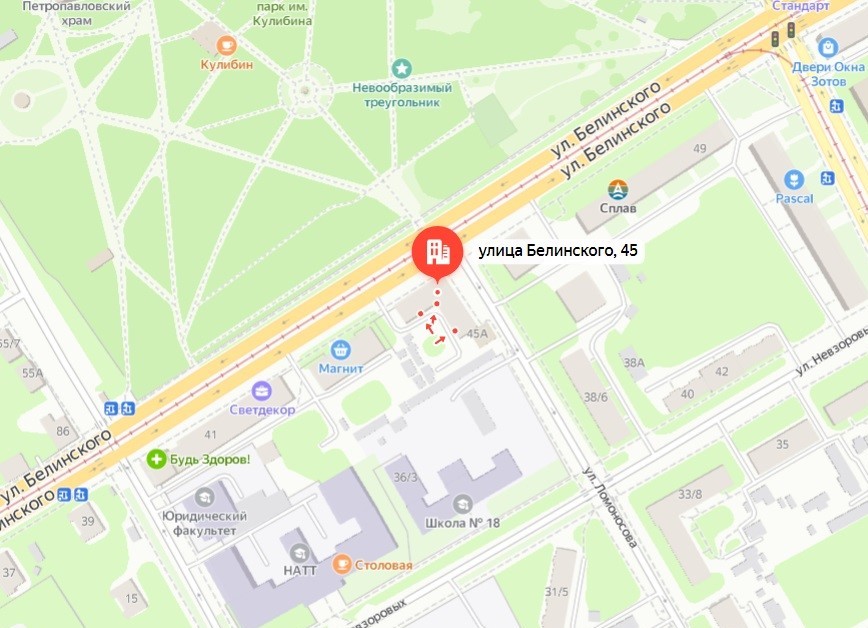 Петропавловский
храм
парк им.
Кулибина
Стандарт
Кулибин
Невообразимый
треугольник
Двери Окна
Зотов
ул. Белинского
ул. Белинского
49
Сплав
Pascal
улица Белинского, 45
45А
Магнит
38А
ул. Невзоровы
55/7
55А
42
40
38/6
Светдекор
86
41
35
ул. Белинского
инского
Будь Здоров!
36/3
33/8
ул. Ломоносова
Юридический
факультет
Школа № 18
39
НАТТ
Столовая
37
15
31/5
взоровых